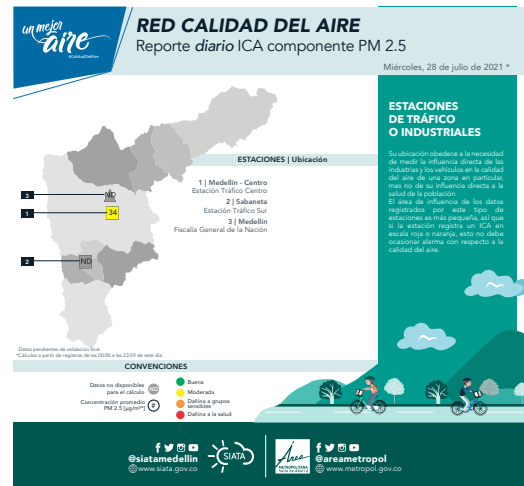 un mejor
aire
#CalidadDelAire
RED CALIDAD DEL AIRE
Reporte diario ICA componente PM 2.5
Miércoles, 28 de julio de 2021 *
ESTACIONES
DE TRÁFICO
O INDUSTRIALES
Su ubicación obedece a la necesidad
de medir la influencia directa de las
industrias y los vehículos en la calidad
del aire de una zona en particular,
mas no de su influencia directa a la
salud de la población.
El área de influencia de los datos
registrados por este tipo de
estaciones es más pequeña, así que
si la estación registra un ICA en
escala roja o naranja, esto no debe
ocasionar alarma con respecto a la
calidad del aire.
ESTACIONES | Ubicación
1 | Medellín - Centro
Estación Tráfico Centro
2 | Sabaneta
Estación Tráfico Sur
3 | Medellín
Fiscalía General de la Nación
3
ND
1
34
2
ND
Datos pendientes de validación final.
*Cálculos a partir de registros de las 00:00 a las 23:59 de este día.
CONVENCIONES
Datos no disponibles
para el cálculo
ND
Concentración promedio
PM 2.5 [µg/m³*]
#
Buena
Moderada
Dañina a grupos
sensibles
Dañina a la salud
@siatamedellin
www.siata.gov.co
SIATA
Área
METROPOLITANA
Valle de Aburrá
@areametropol
www.metropol.gov.co